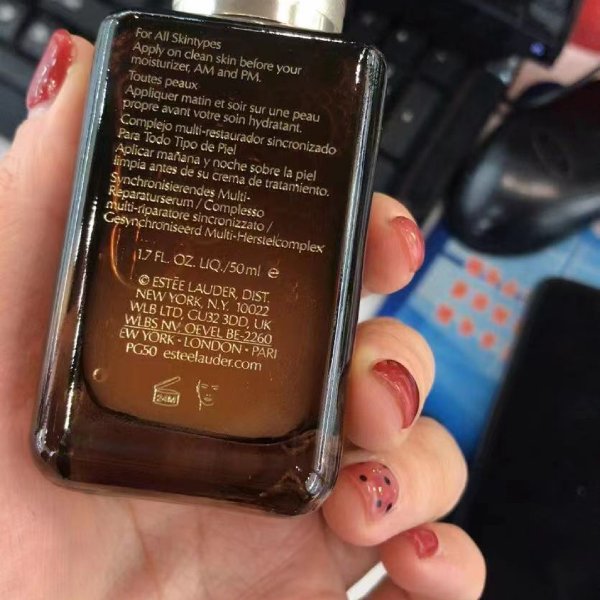 For All Skintypes
Apply on clean skin before your
moisturizer, AM and PM.
Toutes peaux
Appliquer matin et soir sur une peau
propre avant votre soin hydratant.
Complejo multi-restaurador sincronizado
Para Todo Tipo de Piel
Aplicar mañana y noche sobre la piel
limpia antes de su crema de tratamiento.
Synchronisierendes Multi-
Reparaturserum / Complesso
multi-riparatore sincronizzato /
Gesynchroniseerd Multi-Herstelcomplex
1.7 FL. OZ. LIQ./50 ml e
© ESTĒE LAUDER, DIST.
NEW YORK, N.Y. 10022
WLB LTD, GU32 3DD, UK
WLBS NV OEVEL BE-2260
EW YORK • LONDON • PARI
PG50 esteelauder.com
24M